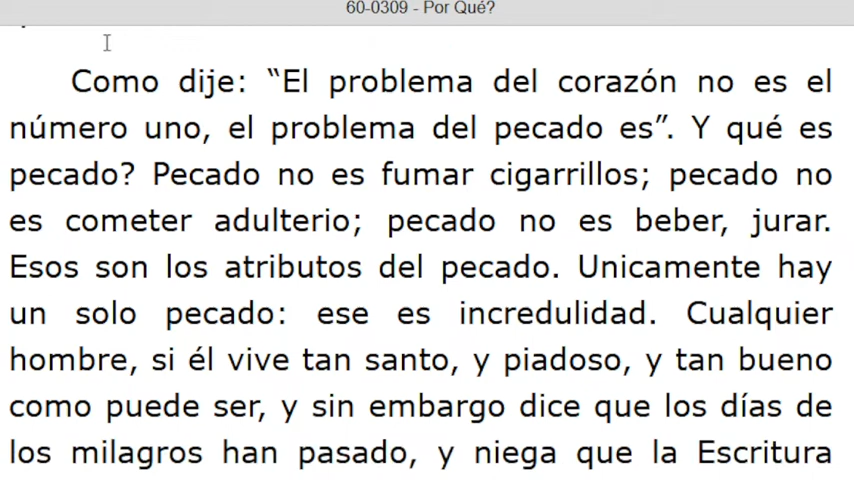 60-0309 - Por Qué?
Como dije: “El problema del corazón no es el
número uno, el problema del pecado es”. Y qué es
pecado? Pecado no es fumar cigarrillos; pecado no
es cometer adulterio; pecado no es beber, jurar.
Esos son los atributos del pecado. Unicamente hay
un solo pecado: ese es incredulidad. Cualquier
hombre, si él vive tan santo, y piadoso, y tan bueno
como puede ser, y sin embargo dice que los días de
los milagros han pasado, y niega que la Escritura